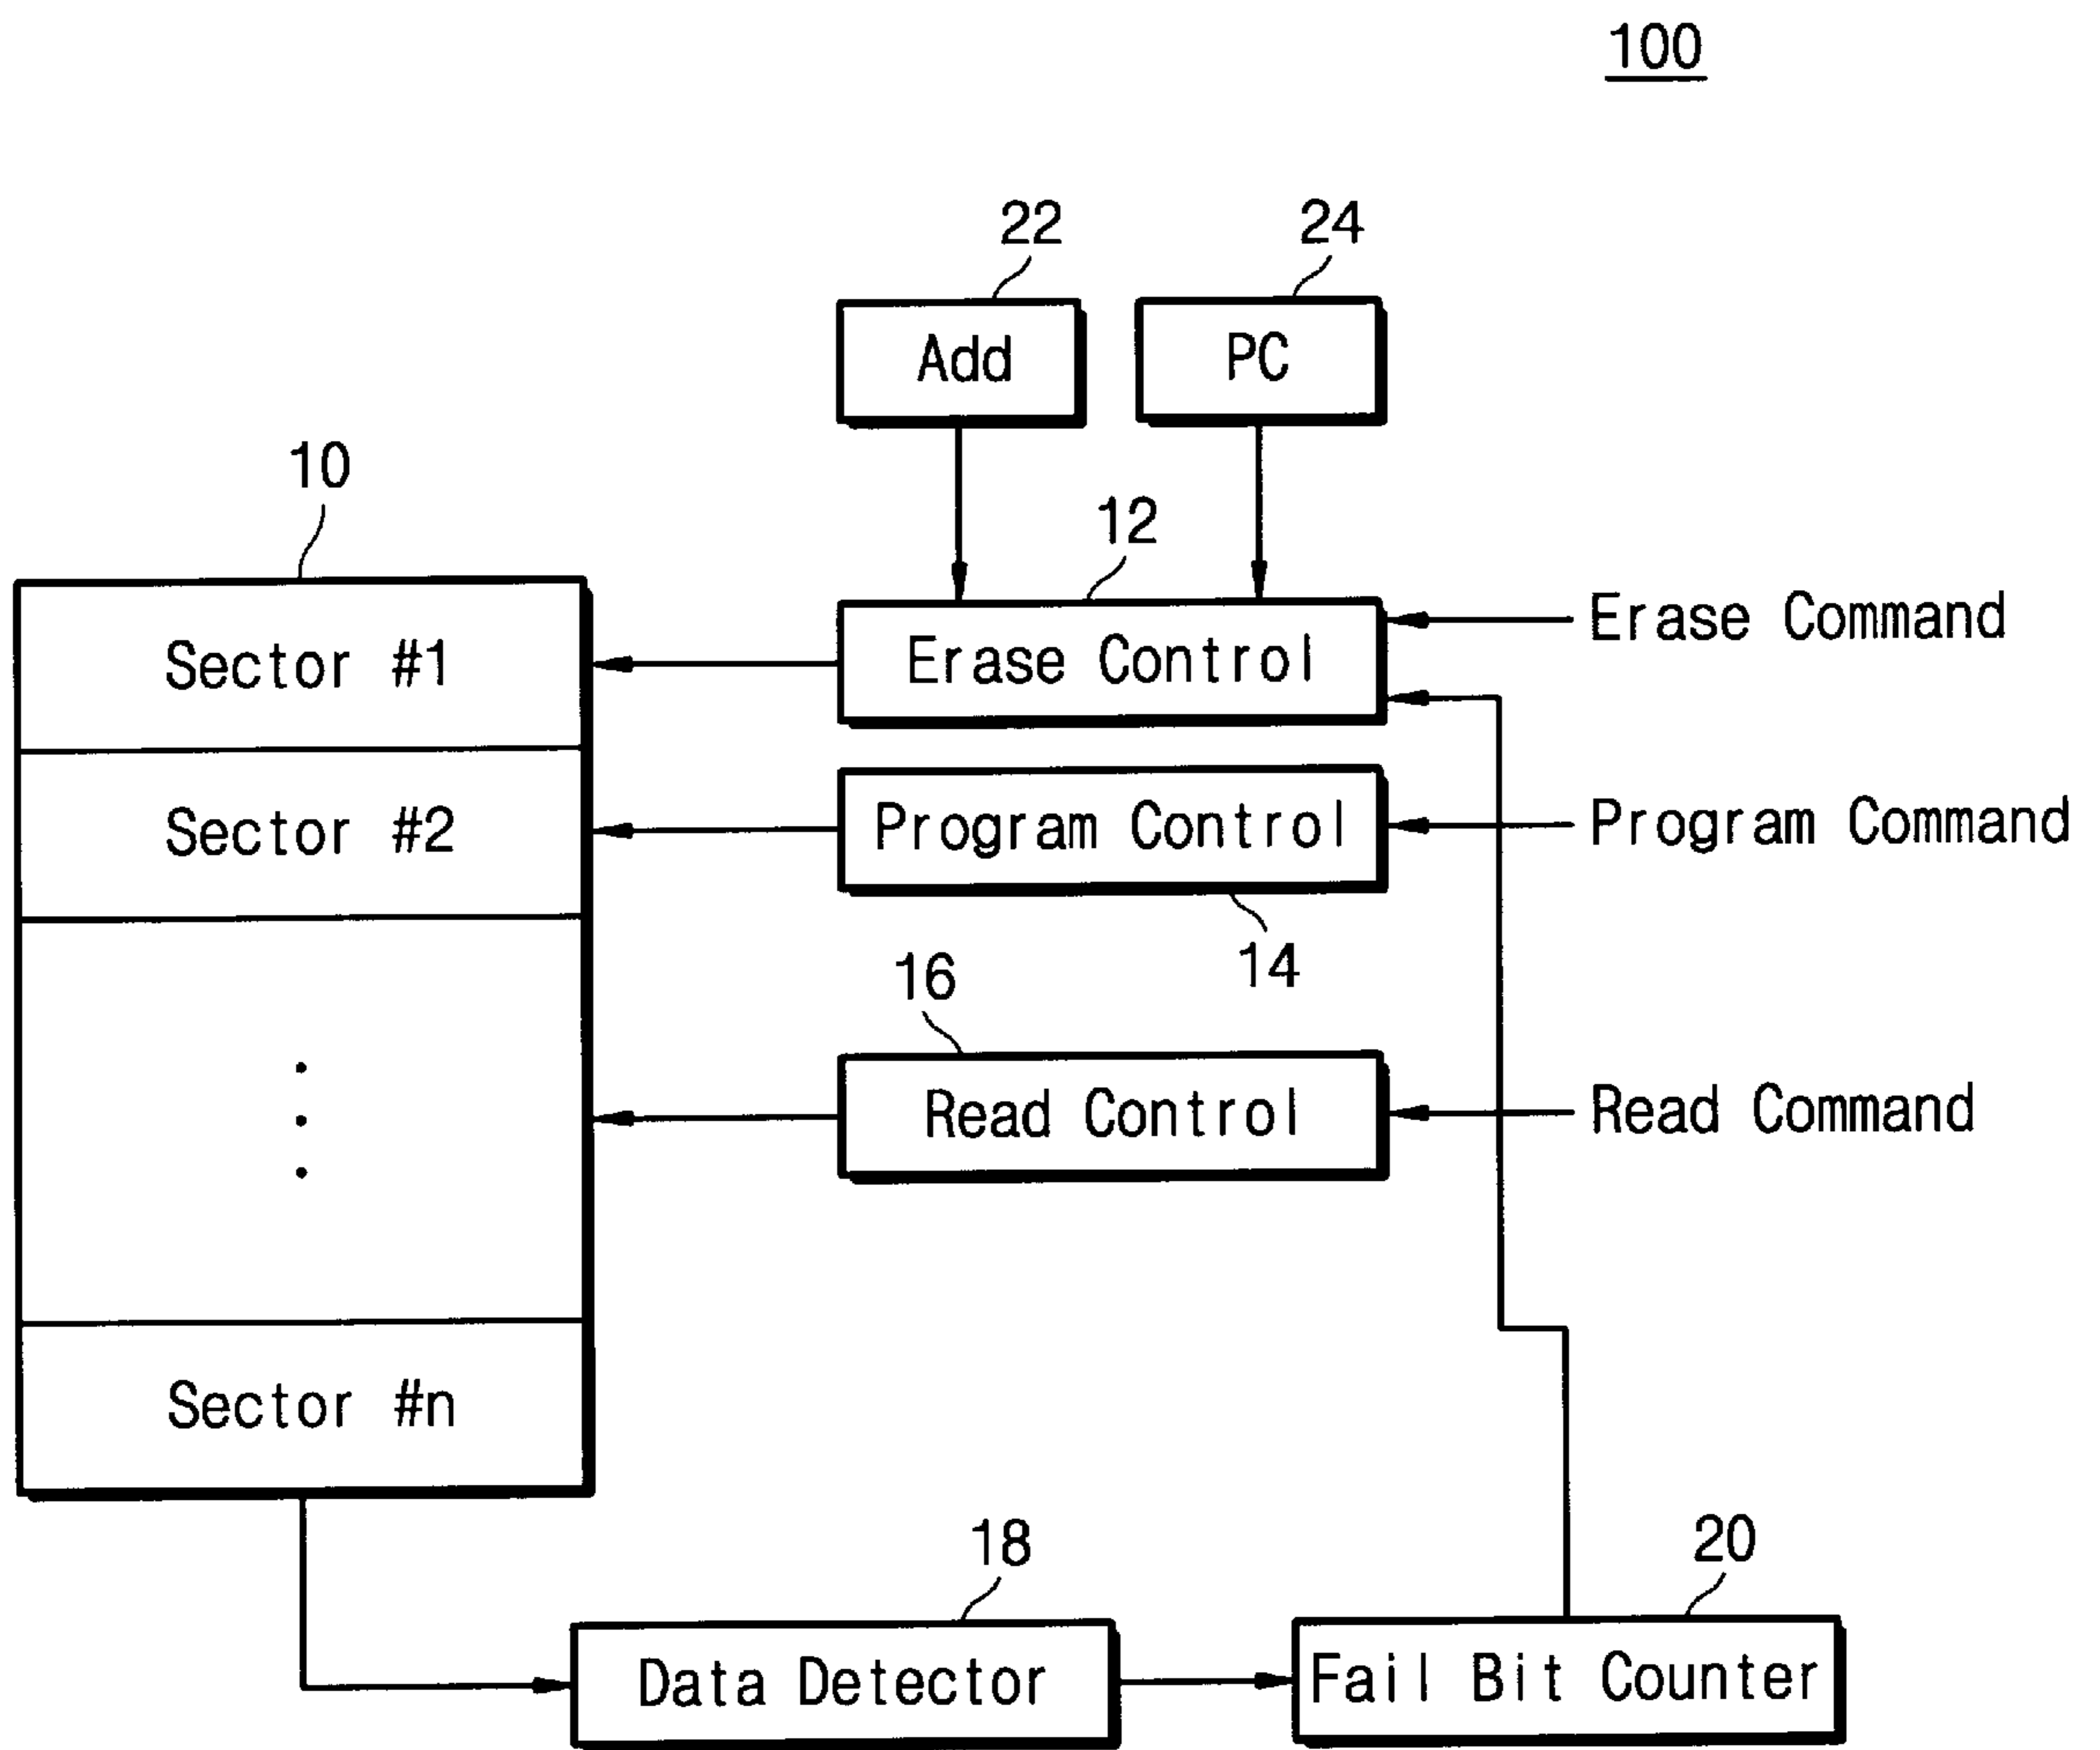 100
22
24
Add
PC
10
12
Sector #1
Erase Control
Erase Command
Sector #2
Program Control
Program Command
14
16
Read Control
Read Command
Sector #n
18
20
Data Detector
Fail Bit Counter